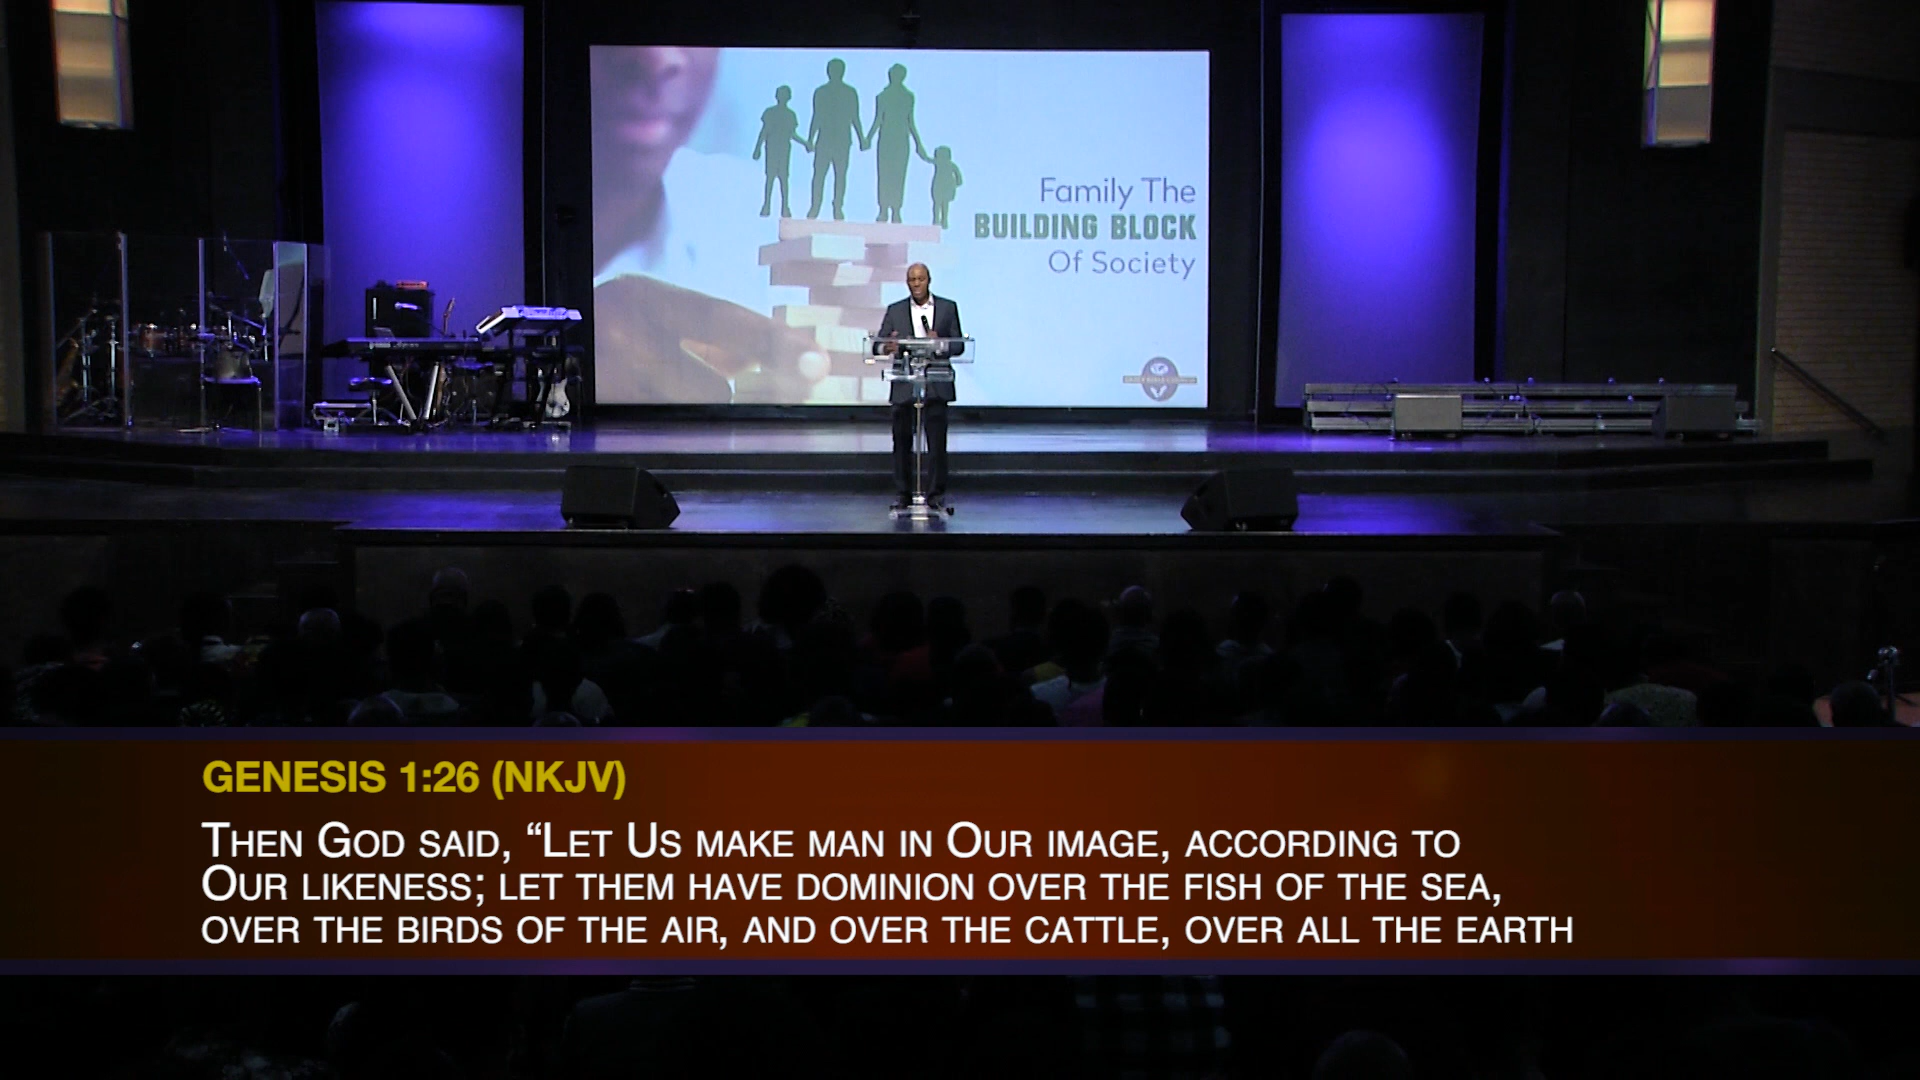 Family The
BUILDING BLOCK
Of Society
GENESIS 1:26 (NKJV)
THEN GOD SAID, “LET US MAKE MAN IN OUR IMAGE, ACCORDING TO
OUR LIKENESS; LET THEM HAVE DOMINION OVER THE FISH OF THE SEA,
OVER THE BIRDS OF THE AIR, AND OVER THE CATTLE, OVER ALL THE EARTH